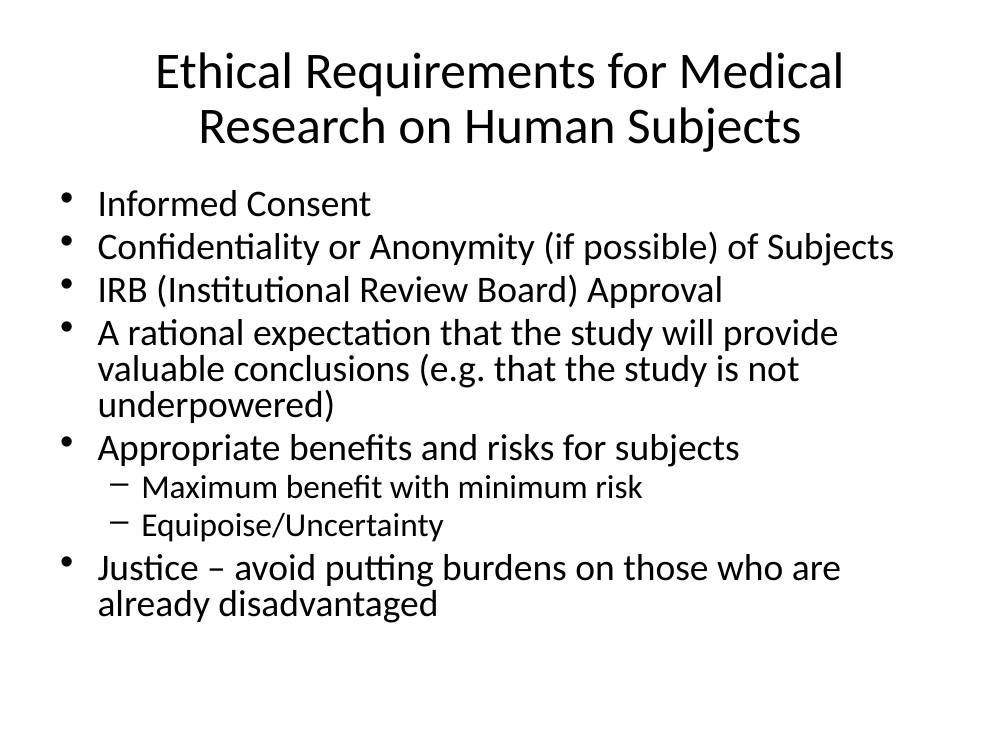 Ethical Requirements for Medical
Research on Human Subjects
• Informed Consent
• Confidentiality or Anonymity (if possible) of Subjects
• IRB (Institutional Review Board) Approval
• A rational expectation that the study will provide
valuable conclusions (e.g. that the study is not
underpowered)
• Appropriate benefits and risks for subjects
– Maximum benefit with minimum risk
– Equipoise/Uncertainty
• Justice – avoid putting burdens on those who are
already disadvantaged